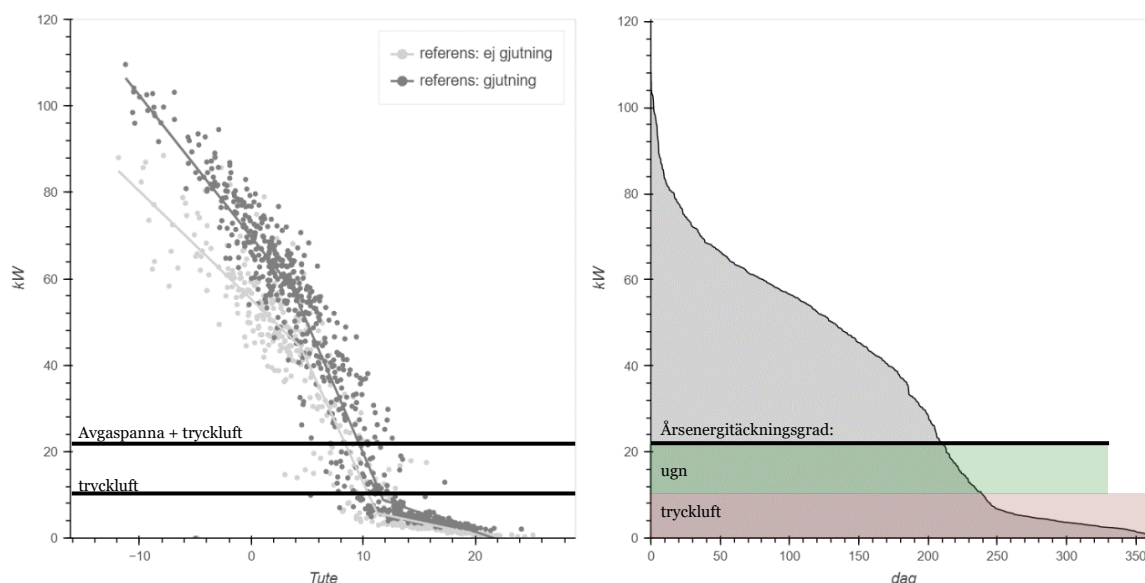 120
100
80
60
40
20
0
kW
referens: ej gjutning
referens: gjutning
Avgaspanna + tryckluft
tryckluft
−10
0
10
20
Tute
120
100
80
60
40
20
0
kW
Årsenergitäckningsgrad:
ugn
tryckluft
0
50
100
150
200
250
300
350
dag